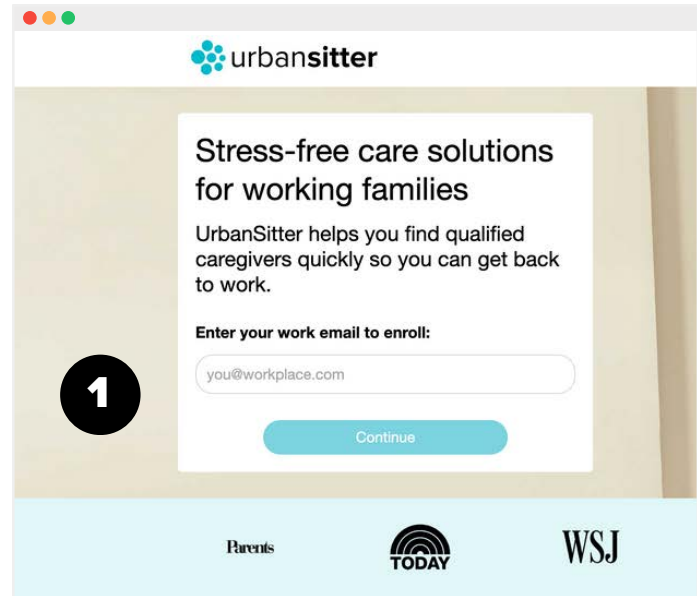 urbansitter
Stress-free care solutions
for working families
UrbanSitter helps you find qualified
caregivers quickly so you can get back
to work.
Enter your work email to enroll:
you@workplace.com
1
Continue
Parents
TODAY
WSJ